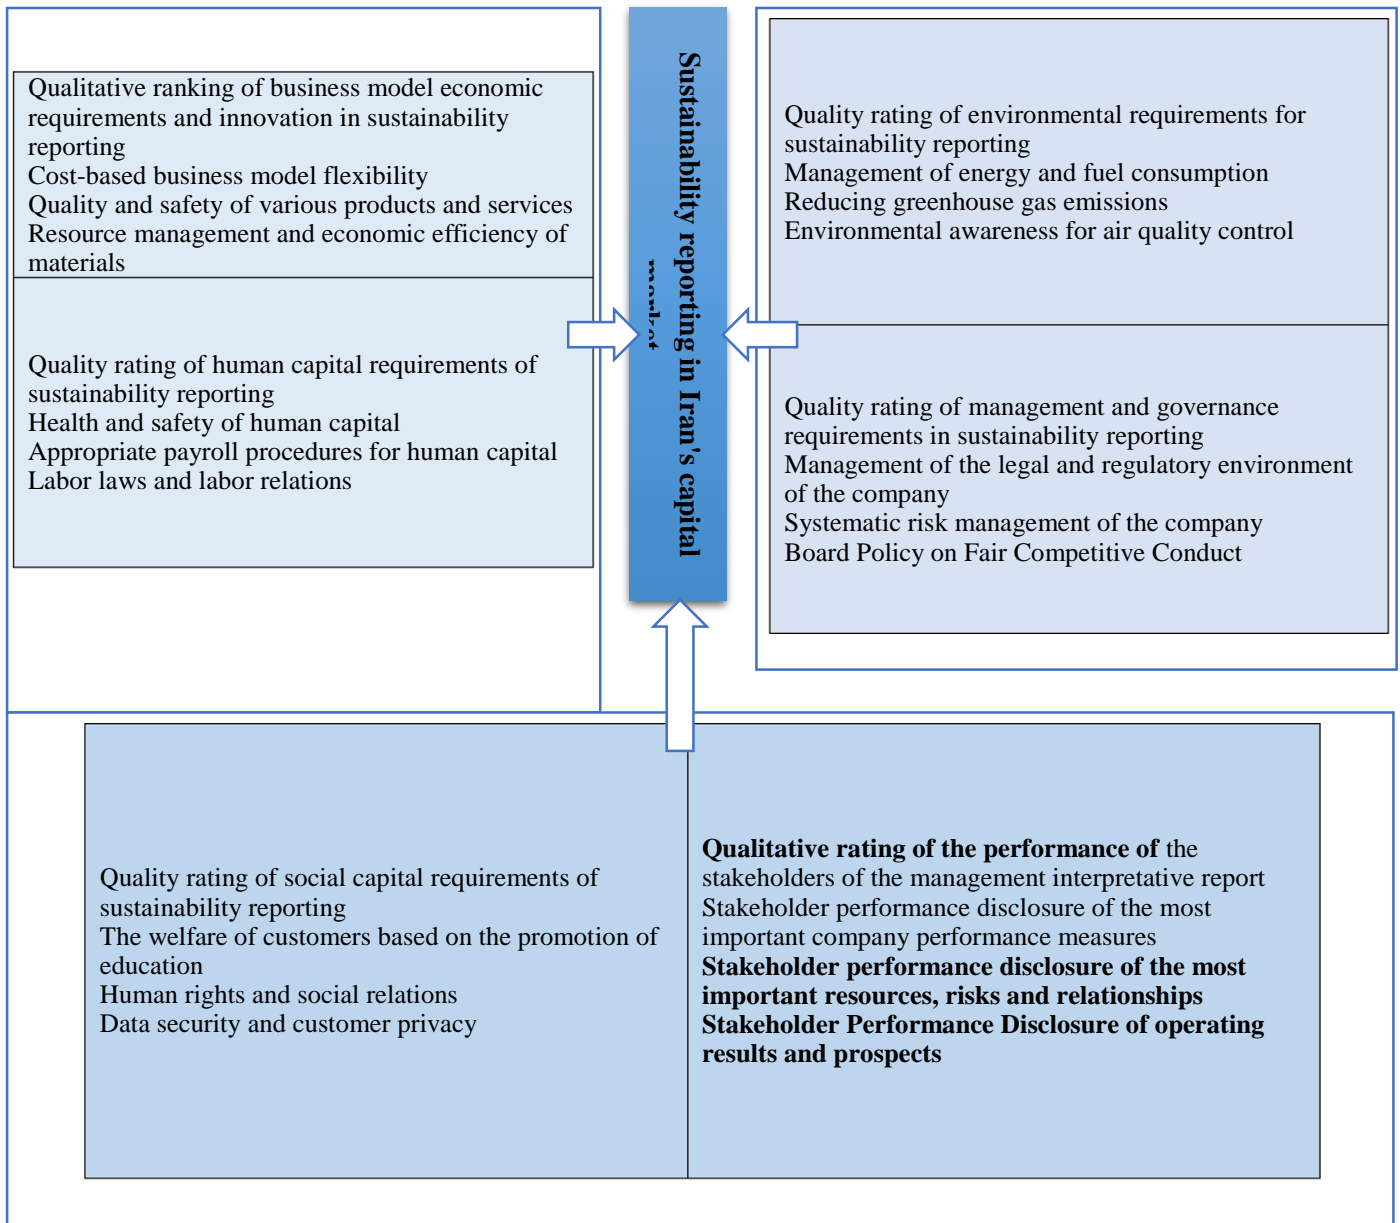 Qualitative ranking of business model economic
requirements and innovation in sustainability
reporting
Cost-based business model flexibility
Quality and safety of various products and services
Resource management and economic efficiency of
materials
Quality rating of human capital requirements of
sustainability reporting
Health and safety of human capital
Appropriate payroll procedures for human capital
Labor laws and labor relations
Sustainability reporting in Iran's capital
market
Quality rating of environmental requirements for
sustainability reporting
Management of energy and fuel consumption
Reducing greenhouse gas emissions
Environmental awareness for air quality control
Quality rating of management and governance
requirements in sustainability reporting
Management of the legal and regulatory environment
of the company
Systematic risk management of the company
Board Policy on Fair Competitive Conduct
Quality rating of social capital requirements of
sustainability reporting
The welfare of customers based on the promotion of
education
Human rights and social relations
Data security and customer privacy
Qualitative rating of the performance of the
stakeholders of the management interpretative report
Stakeholder performance disclosure of the most
important company performance measures
Stakeholder performance disclosure of the most
important resources, risks and relationships
Stakeholder Performance Disclosure of operating
results and prospects